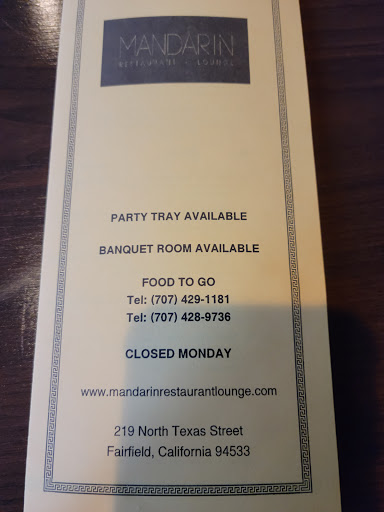 MANDARIN
RESTAURANT • LOUNGE
PARTY TRAY AVAILABLE
BANQUET ROOM AVAILABLE
FOOD TO GO
Tel: (707) 429-1181
Tel: (707) 428-9736
CLOSED MONDAY
www.mandarinrestaurantlounge.com
219 North Texas Street
Fairfield, California 94533